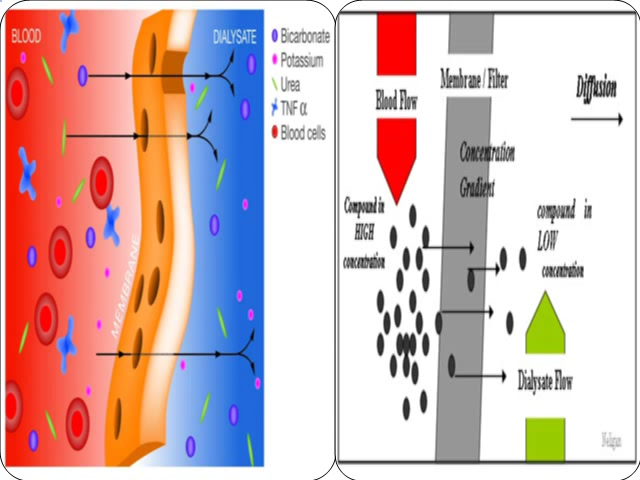 BLOOD
DIALYSATE
MEMBRANE
Bicarbonate
Potassium
Urea
TNF α
Blood cells
Blood Flow
Membrane / Filter
Diffusion
Concentration
Gradient
Compound in
HIGH
concentration
compound in
LOW
concentration
Dialysate Flow